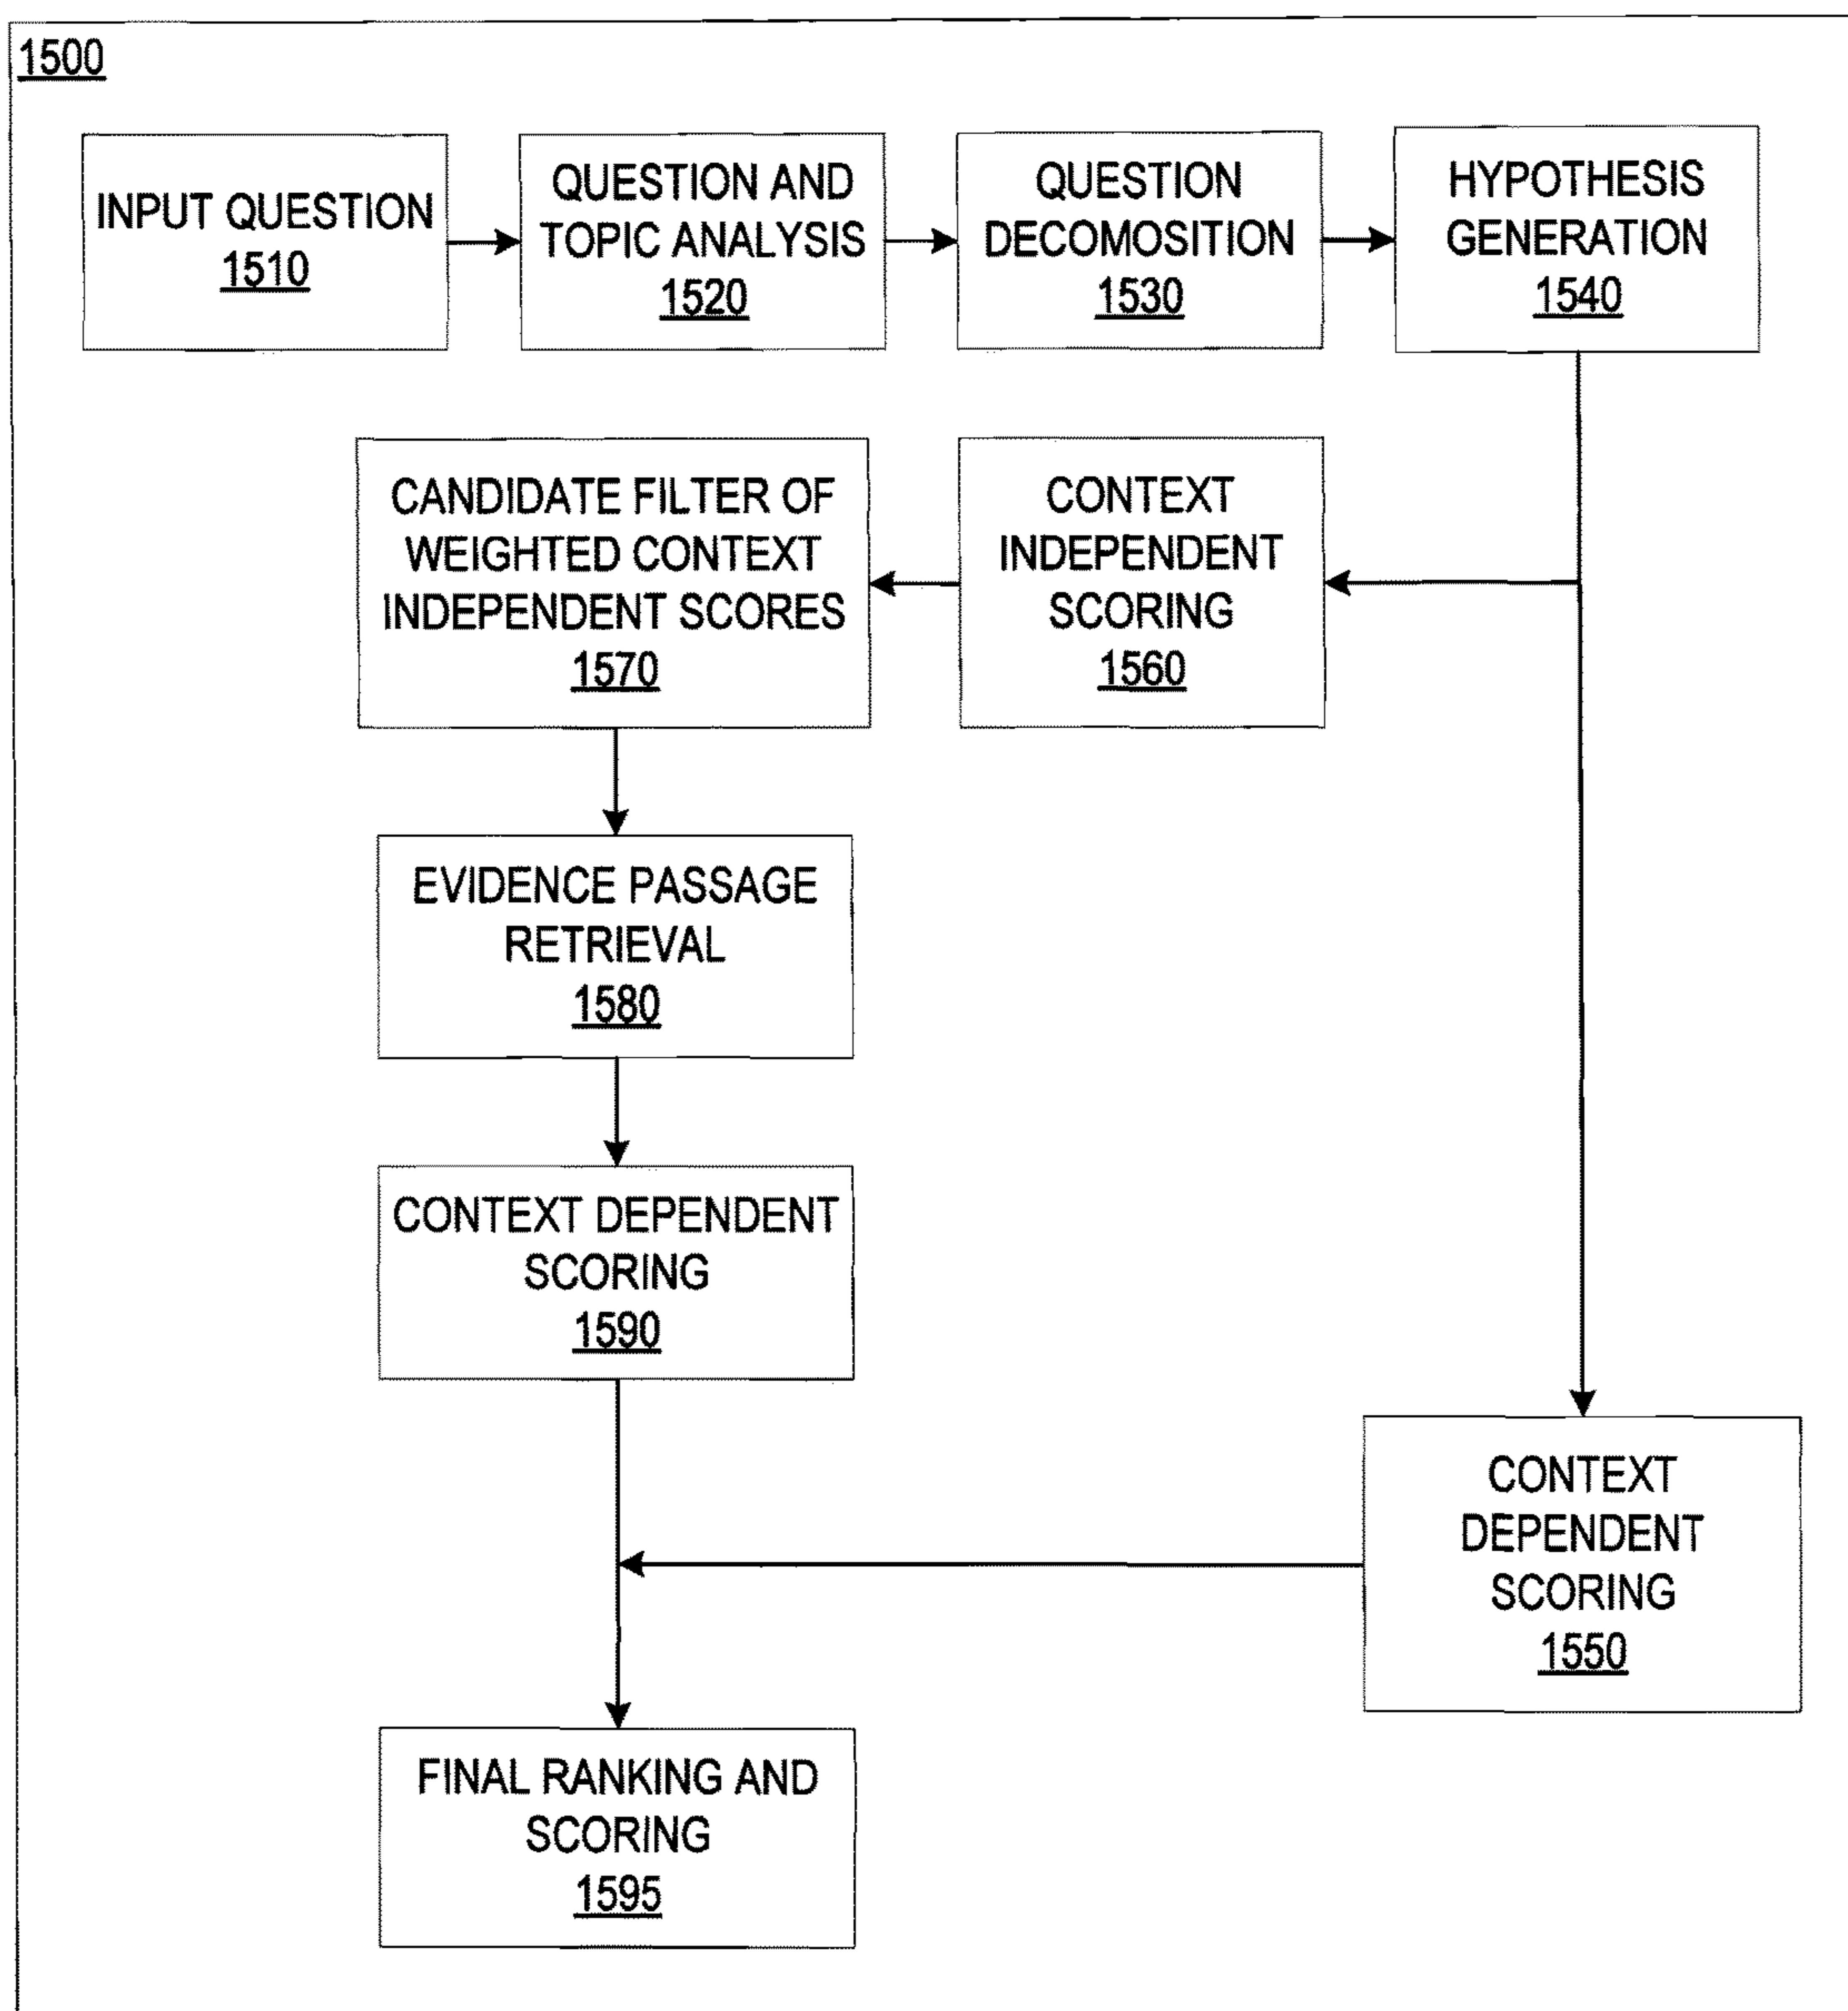 1500
INPUT QUESTION
1510
QUESTION AND
TOPIC ANALYSIS
1520
QUESTION
DECOMOSITION
1530
HYPOTHESIS
GENERATION
1540
CANDIDATE FILTER OF
WEIGHTED CONTEXT
INDEPENDENT SCORES
1570
CONTEXT
INDEPENDENT
SCORING
1560
EVIDENCE PASSAGE
RETRIEVAL
1580
CONTEXT DEPENDENT
SCORING
1590
CONTEXT
DEPENDENT
SCORING
1550
FINAL RANKING AND
SCORING
1595